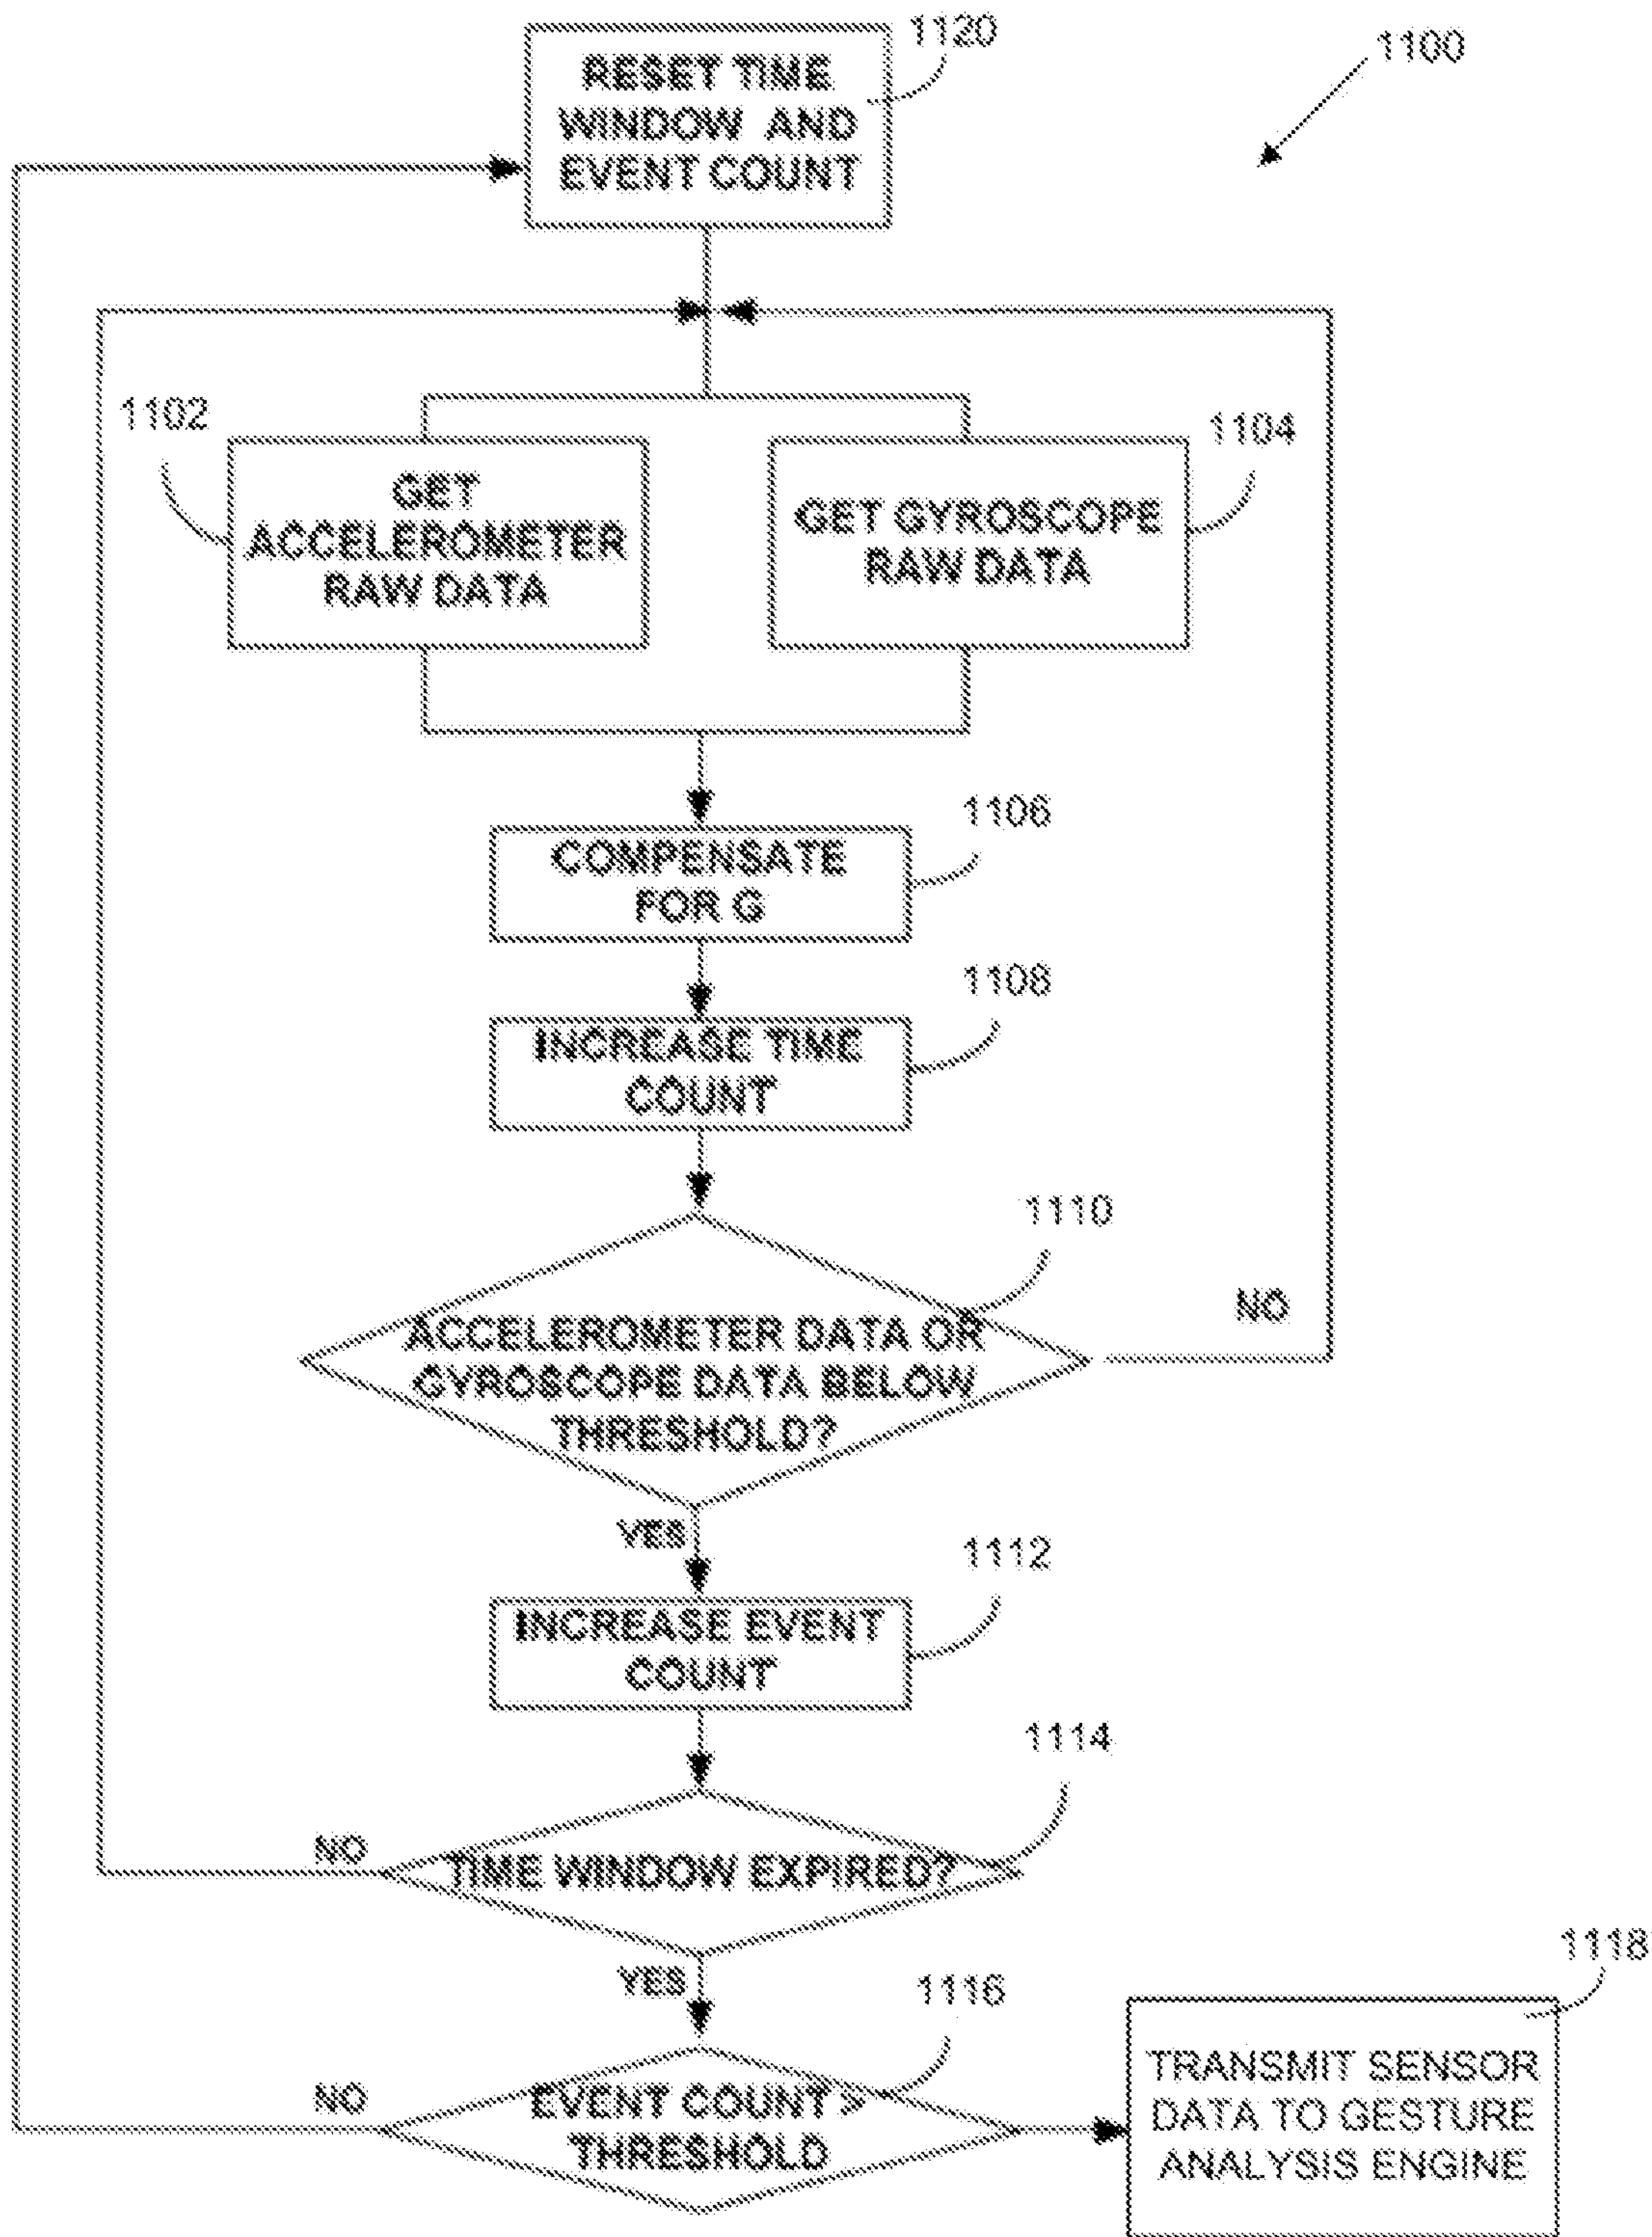 1120
1100
RESET TIME
WINDOW AND
EVENT COUNT
1102
1104
GET
ACCELEROMETER
RAW DATA
GET GYROSCOPE
RAW DATA
1106
COMPENSATE
FOR G
1108
INCREASE TIME
COUNT
1110
ACCELEROMETER DATA OR
GYROSCOPE DATA BELOW
THRESHOLD?
NO
YES
1112
INCREASE EVENT
COUNT
1114
NO
TIME WINDOW EXPIRED?
YES
1116
1118
NO
EVENT COUNT >
THRESHOLD
TRANSMIT SENSOR
DATA TO GESTURE
ANALYSIS ENGINE